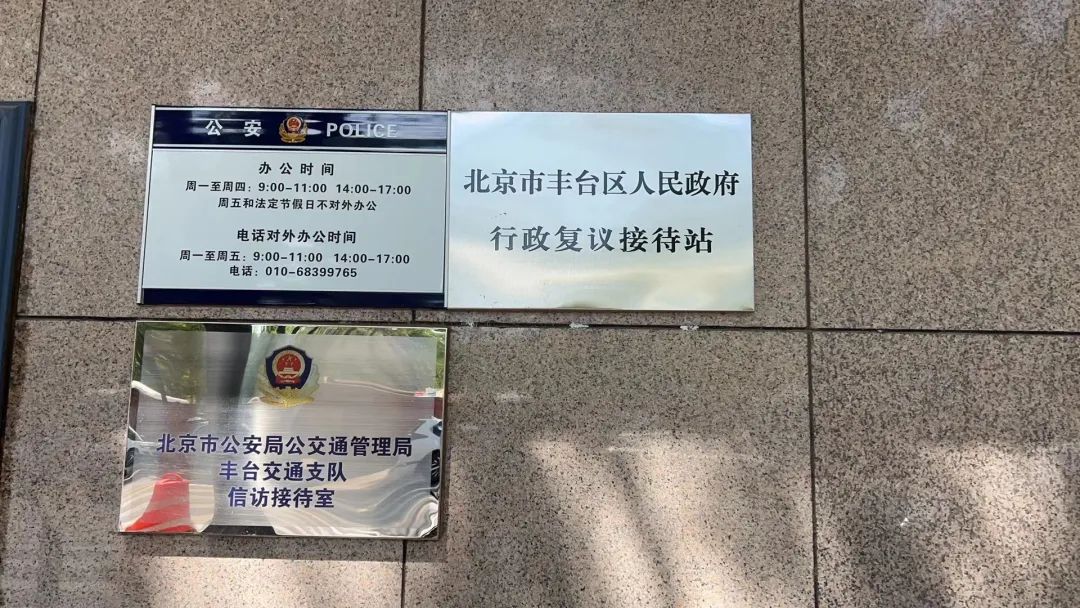 公安 POLICE
办公时间
周一至周四：9:00-11:00 14:00-17:00
周五和法定节假日不对外办公
电话对外办公时间
周一至周五：9:00-11:00 14:00-17:00
电话：010-68399765
北京市丰台区人民政府
行政复议接待站
北京市公安局公交通管理局
丰台交通支队
信访接待室